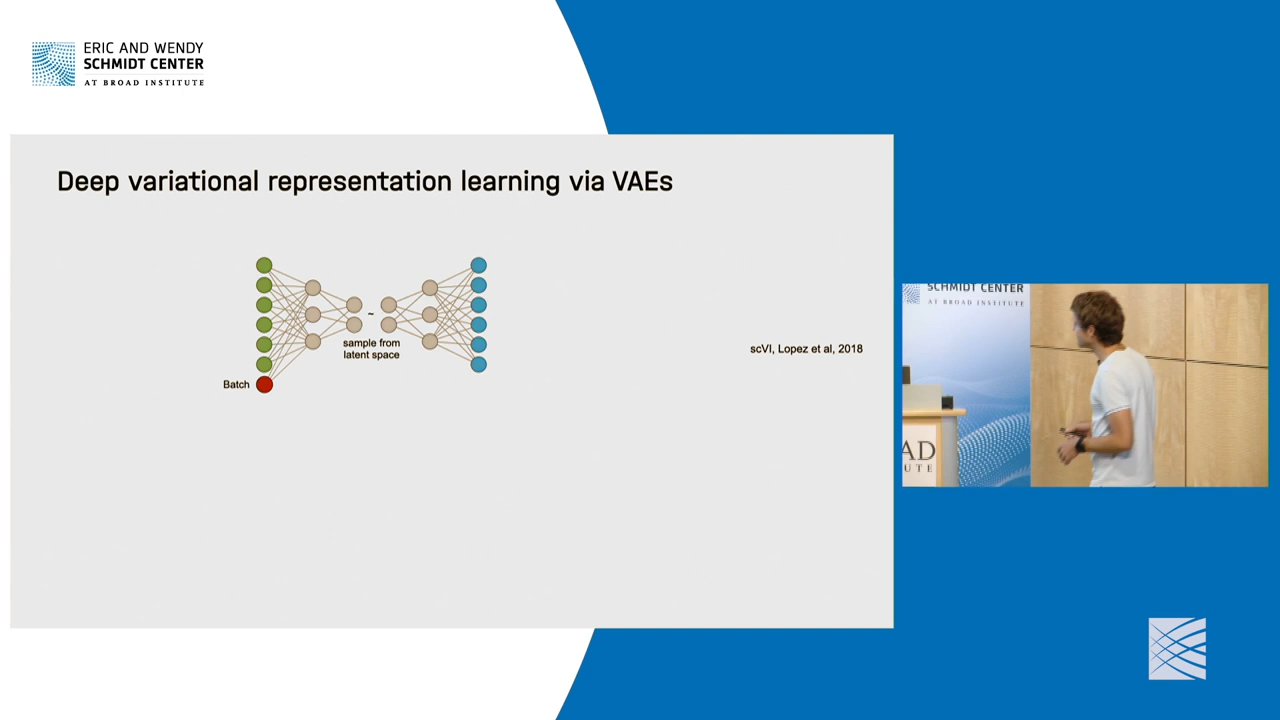 ERIC AND WENDY
SCHMIDT CENTER
AT BROAD INSTITUTE
Deep variational representation learning via VAEs
~
sample from
latent space
Batch
scVI, Lopez et al, 2018
SCHMIDT CENTER
AT BROAD INSTITUTE
AD
UTE